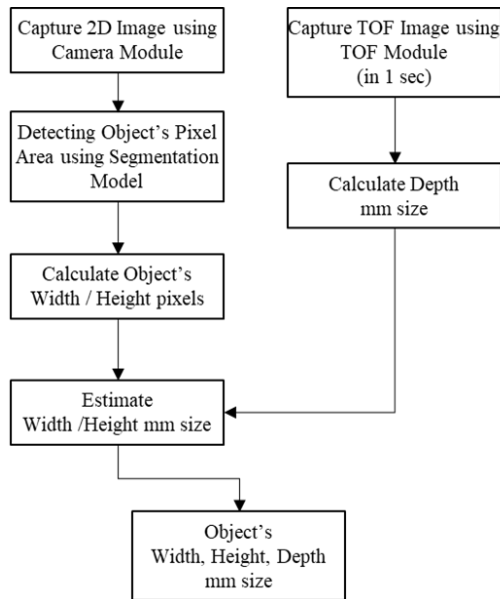 Capture 2D Image using
Camera Module
Capture TOF Image using
TOF Module
(in 1 sec)
Detecting Object's Pixel
Area using Segmentation
Model
Calculate Depth
mm size
Calculate Object's
Width / Height pixels
Estimate
Width /Height mm size
Object's
Width, Height, Depth
mm size